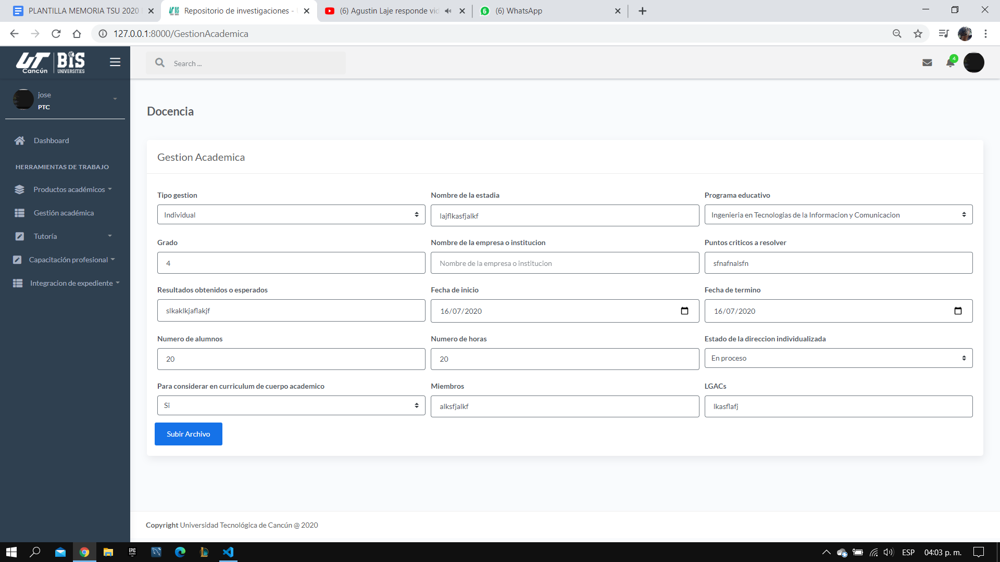 PLANTILLA MEMORIA TSU 2020
Repositorio de investigaciones -
(6) Agustin Laje responde vid
(6) WhatsApp
127.0.0.1:8000/GestionAcademica
UT
Cancún
BIS
UNIVERSITIES
Search ...
4
jose
PTC
Dashboard
HERRAMIENTAS DE TRABAJO
Productos académicos
Gestión académica
Tutoría
Capacitación profesional
Integracion de expediente
Docencia
Gestion Academica
Tipo gestion
Nombre de la estadia
Programa educativo
Individual
lajflkasfjalkf
Ingenieria en Tecnologias de la Informacion y Comunicacion
Grado
Nombre de la empresa o institucion
Puntos criticos a resolver
4
Nombre de la empresa o institucion
sfnafnalsfn
Resultados obtenidos o esperados
Fecha de inicio
Fecha de termino
slkaklkjaflakjf
16/07/2020
16/07/2020
Numero de alumnos
Numero de horas
Estado de la direccion individualizada
20
20
En proceso
Para considerar en curriculum de cuerpo academico
Miembros
LGACs
Si
alksfjalkf
lkasflafj
Subir Archivo
Copyright Universidad Tecnológica de Cancún @ 2020
EPIC
GAMES
ESP
04:03 p. m.